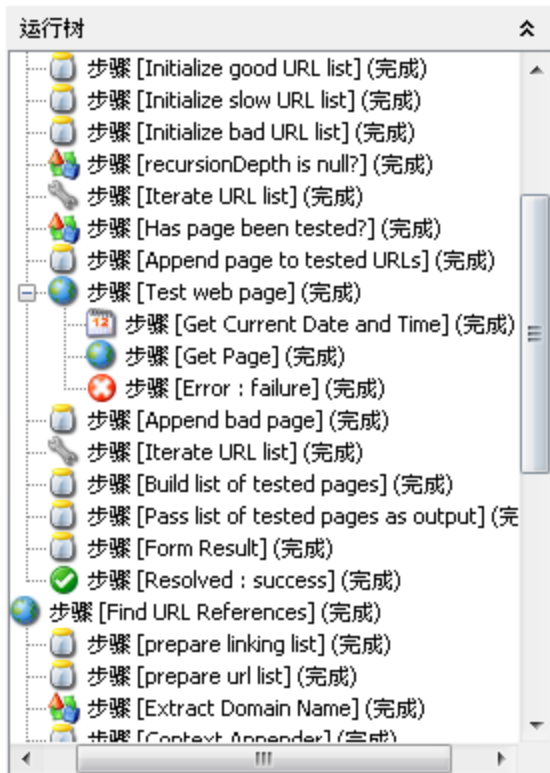 运行树
步骤 [Initialize good URL list] (完成)
步骤 [Initialize slow URL list] (完成)
步骤 [Initialize bad URL list] (完成)
步骤 [recursionDepth is null?] (完成)
步骤 [Iterate URL list] (完成)
步骤 [Has page been tested?] (完成)
步骤 [Append page to tested URLs] (完成)
步骤 [Test web page] (完成)
12
步骤 [Get Current Date and Time] (完成)
步骤 [Get Page] (完成)
步骤 [Error : failure] (完成)
步骤 [Append bad page] (完成)
步骤 [Iterate URL list] (完成)
步骤 [Build list of tested pages] (完成)
步骤 [Pass list of tested pages as output] (完
步骤 [Form Result] (完成)
步骤 [Resolved : success] (完成)
步骤 [Find URL References] (完成)
步骤 [prepare linking list] (完成)
步骤 [prepare url list] (完成)
步骤 [Extract Domain Name] (完成)
步骤 [Context Appender] (完成)